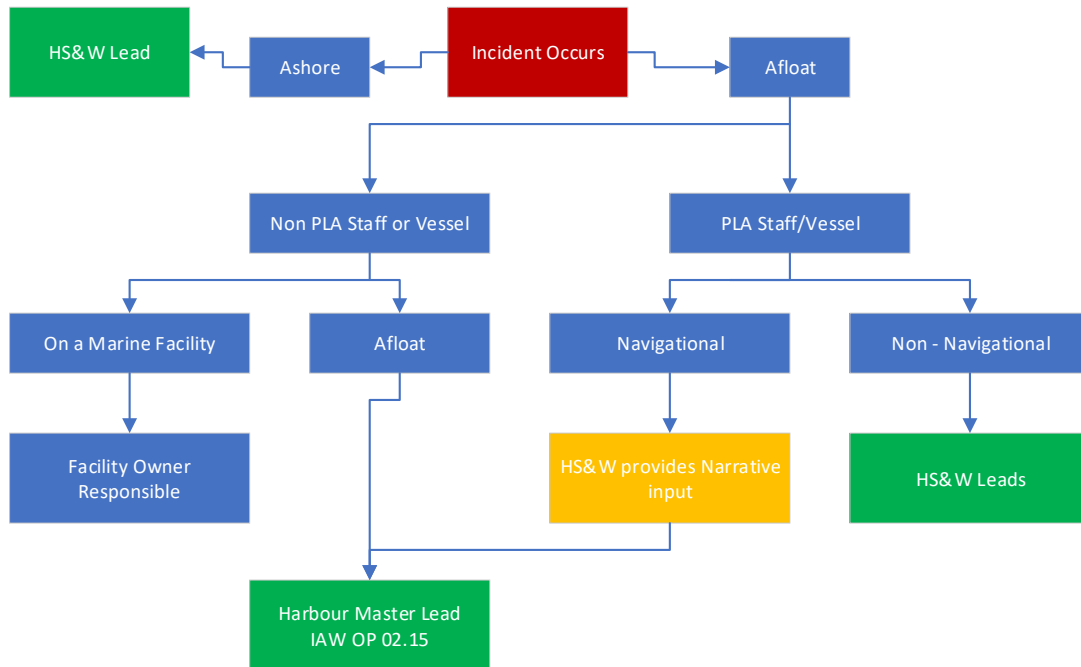 HS&W Lead
Ashore
Incident Occurs
Afloat
Non PLA Staff or Vessel
PLA Staff/Vessel
On a Marine Facility
Afloat
Navigational
Non - Navigational
Facility Owner
Responsible
HS&W provides Narrative
input
HS&W Leads
Harbour Master Lead
IAW OP 02.15